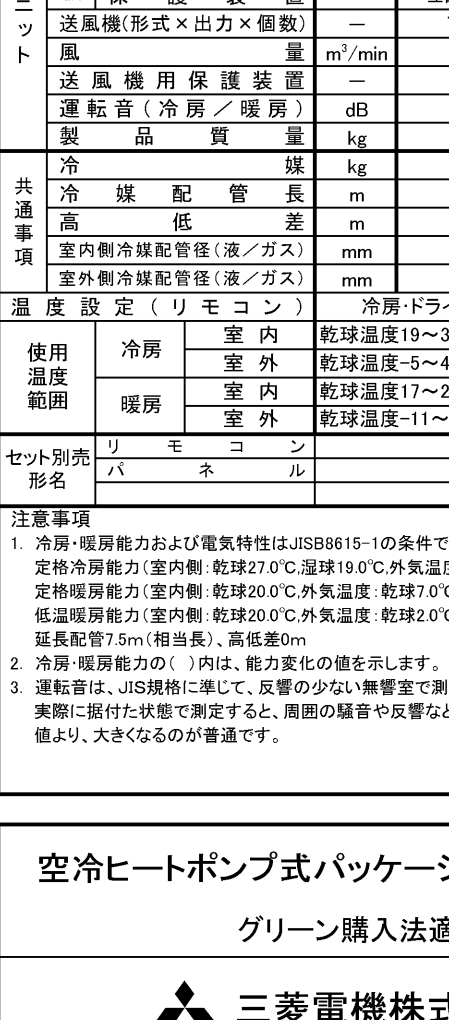 ニット
送風機(形式×出力×個数) －
風量 m³/min
送風機用保護装置 －
運転音(冷房／暖房) dB
製品質量 kg
共通事項
冷媒 kg
冷媒配管長 m
高低差 m
室内側冷媒配管径(液／ガス) mm
室外側冷媒配管径(液／ガス) mm
温度設定(リモコン) 冷房・ドライ
使用温度範囲
冷房 室内 乾球温度19～3
室外 乾球温度-5～4
暖房 室内 乾球温度17～2
室外 乾球温度-11～
セット別売形名
リモコン
パネル
注意事項
1. 冷房・暖房能力および電気特性はJISB8615-1の条件で
定格冷房能力(室内側:乾球27.0℃,湿球19.0℃,外気温度
定格暖房能力(室内側:乾球20.0℃,外気温度:乾球7.0℃
低温暖房能力(室内側:乾球20.0℃,外気温度:乾球2.0℃
延長配管7.5m(相当長)、高低差0m
2. 冷房・暖房能力の( )内は、能力変化の値を示します。
3. 運転音は、JIS規格に準じて、反響の少ない無響室で測
実際に据付た状態で測定すると、周囲の騒音や反響など
値より、大きくなるのが普通です。
空冷ヒートポンプ式パッケージ
グリーン購入法適
三菱電機株式